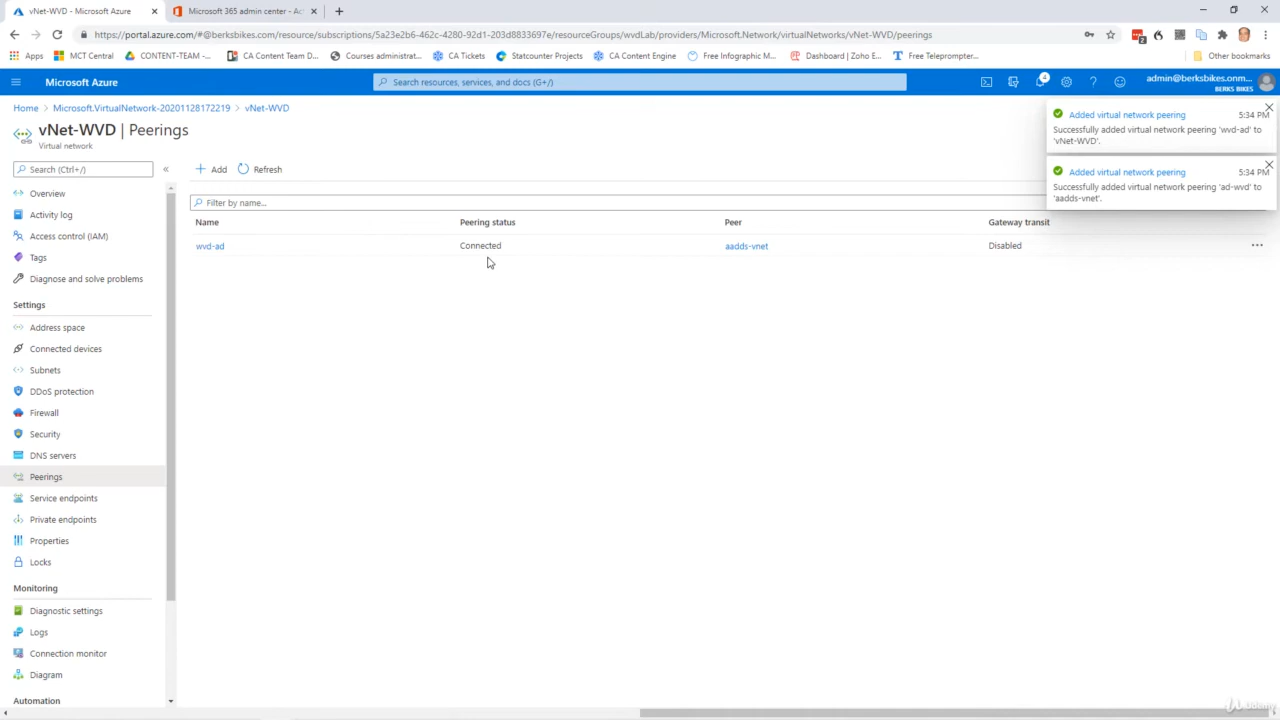 vNet-WVD - Microsoft Azure
Microsoft 365 admin center - Act
https://portal.azure.com/#@berksbikes.com/resource/subscriptions/5a23e2b6-462c-4280-92d1-203d8833697e/resourceGroups/wvdLab/providers/Microsoft.Network/virtualNetworks/vNet-WVD/peerings
2
Apps
MCT Central
CONTENT-TEAM -...
CA Content Team D...
CA Tickets
Courses administrat...
Statcounter Projects
CA Content Engine
Free Infographic M...
Dashboard | Zoho E...
Free Teleprompter...
Other bookmarks
Microsoft Azure
Search resources, services, and docs (G+/)
4
admin@berksbikes.onm...
BERKS BIKES
Home > Microsoft.VirtualNetwork-20201128172219 > vNet-WVD
vNet-WVD | Peerings
Virtual network
Added virtual network peering 5:34 PM
Successfully added virtual network peering 'wvd-ad' to
'vNet-WVD'.
Added virtual network peering 5:34 PM
Successfully added virtual network peering 'ad-wvd' to
'aadds-vnet'.
Search (Ctrl+/)
«
Add
Refresh
Filter by name...
Name Peering status Peer Gateway transit
wvd-ad Connected aadds-vnet Disabled ...
Overview
Activity log
Access control (IAM)
Tags
Diagnose and solve problems
Settings
Address space
Connected devices
Subnets
DDoS protection
Firewall
Security
DNS servers
Peerings
Service endpoints
Private endpoints
Properties
Locks
Monitoring
Diagnostic settings
Logs
Connection monitor
Diagram
Automation
Udemy